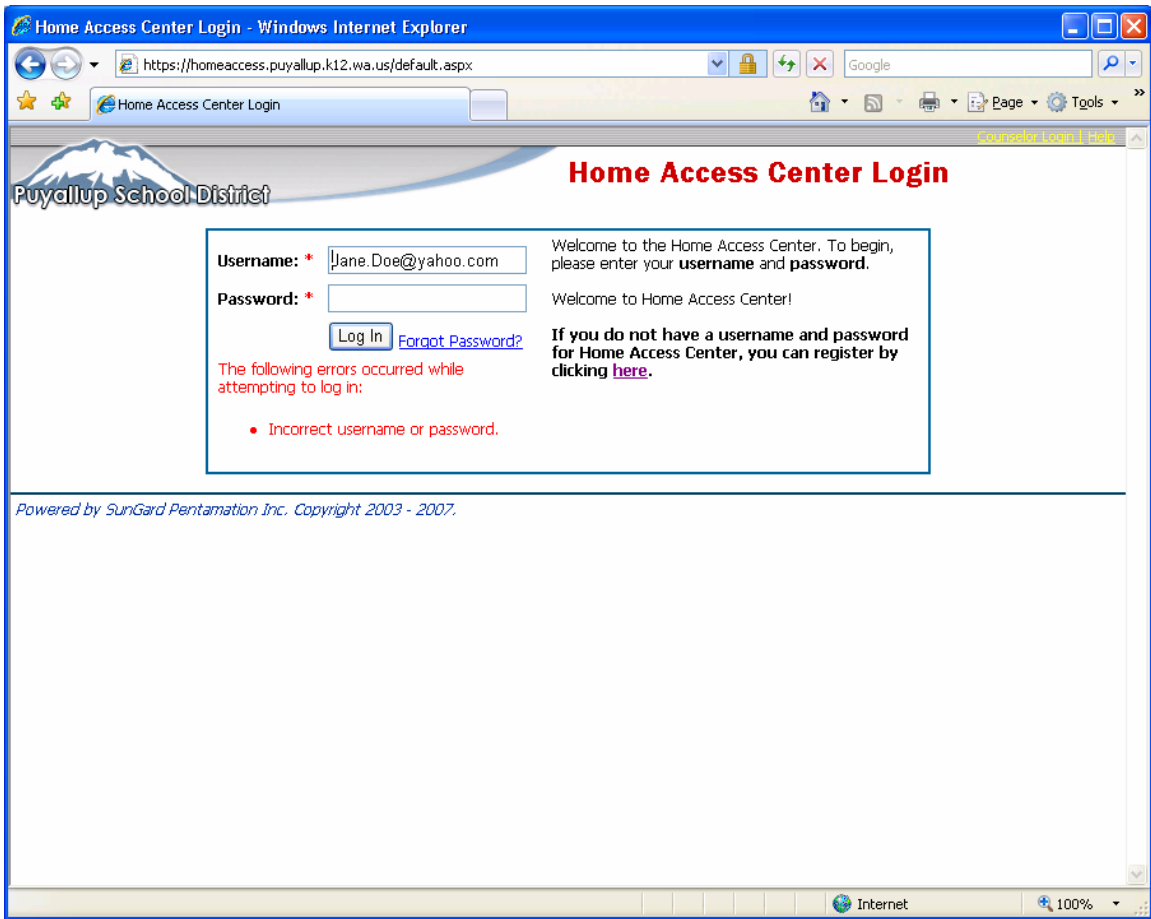 Home Access Center Login - Windows Internet Explorer
https://homeaccess.puyallup.k12.wa.us/default.aspx
Google
Home Access Center Login
Page
Tools
»
Counselor Login | Help
Puyallup School District
Home Access Center Login
Username: *
Jane.Doe@yahoo.com
Password: *
Log In
Forgot Password?
The following errors occurred while
attempting to log in:
• Incorrect username or password.
Welcome to the Home Access Center. To begin,
please enter your username and password.
Welcome to Home Access Center!
If you do not have a username and password
for Home Access Center, you can register by
clicking here.
Powered by SunGard Pentamation Inc. Copyright 2003 - 2007.
Internet
100%